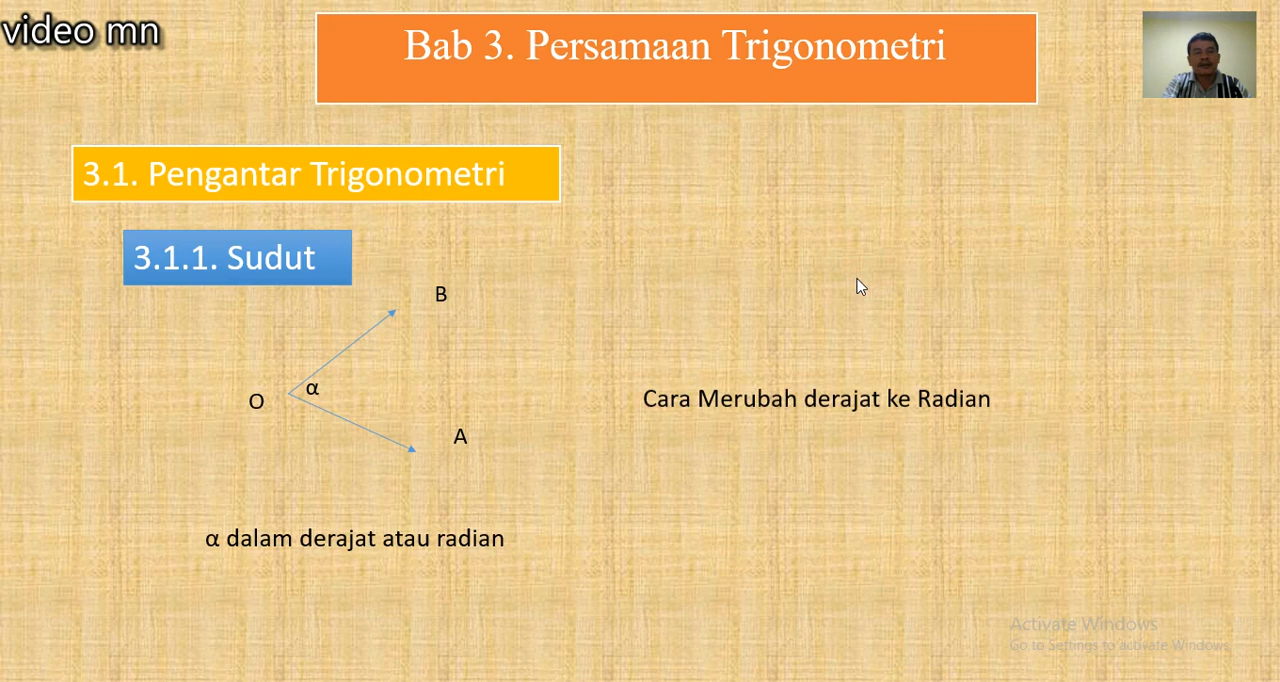 video mn
Bab 3. Persamaan Trigonometri
3.1. Pengantar Trigonometri
3.1.1. Sudut
B
α
O
Cara Merubah derajat ke Radian
A
α dalam derajat atau radian
Activate Windows
Go to Settings to activate Windows.